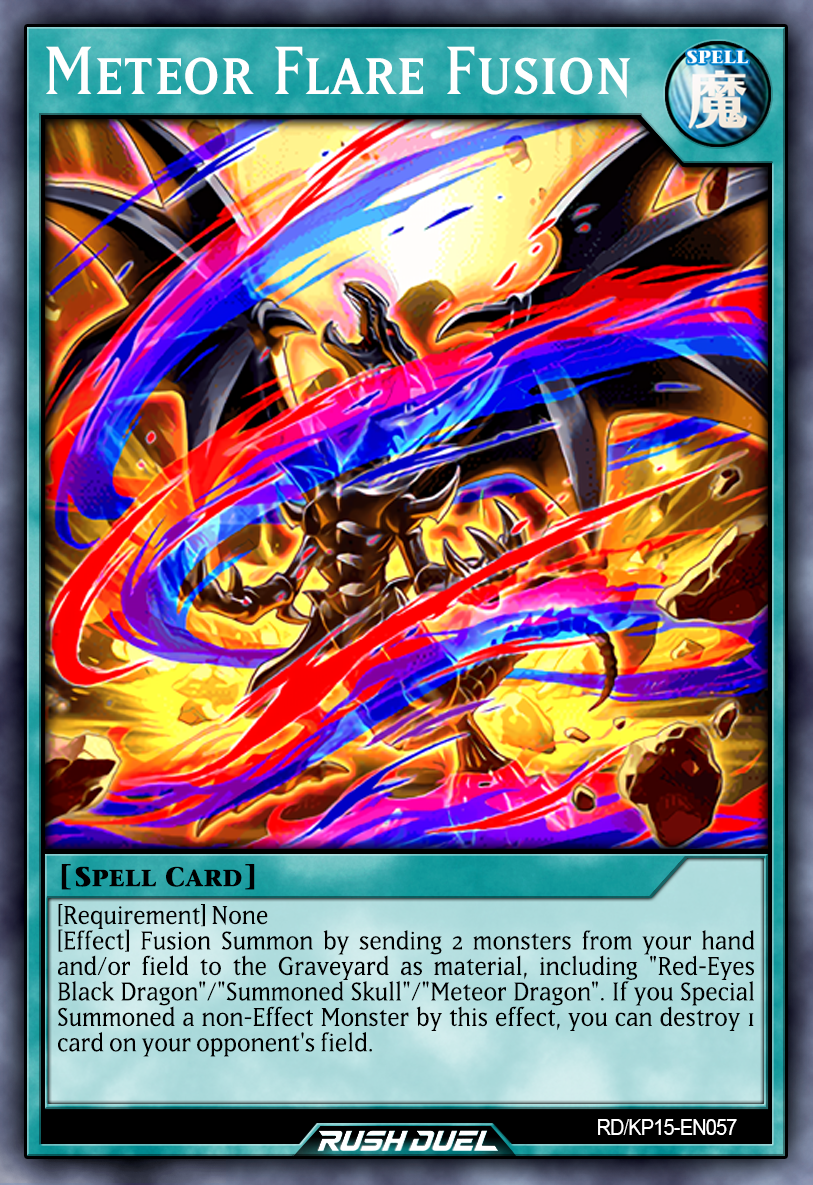 Meteor Flare Fusion
SPELL
魔
[Spell Card]
[Requirement] None
[Effect] Fusion Summon by sending 2 monsters from your hand
and/or field to the Graveyard as material, including "Red-Eyes
Black Dragon"/"Summoned Skull"/"Meteor Dragon". If you Special
Summoned a non-Effect Monster by this effect, you can destroy 1
card on your opponent's field.
RD/KP15-EN057
RUSH DUEL